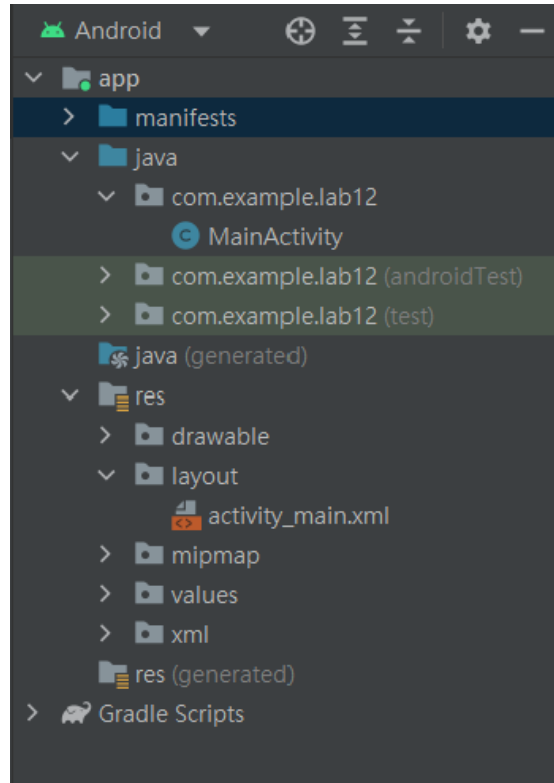 Android
app
manifests
java
com.example.lab12
C MainActivity
com.example.lab12 (androidTest)
com.example.lab12 (test)
java (generated)
res
drawable
layout
activity_main.xml
mipmap
values
xml
res (generated)
Gradle Scripts